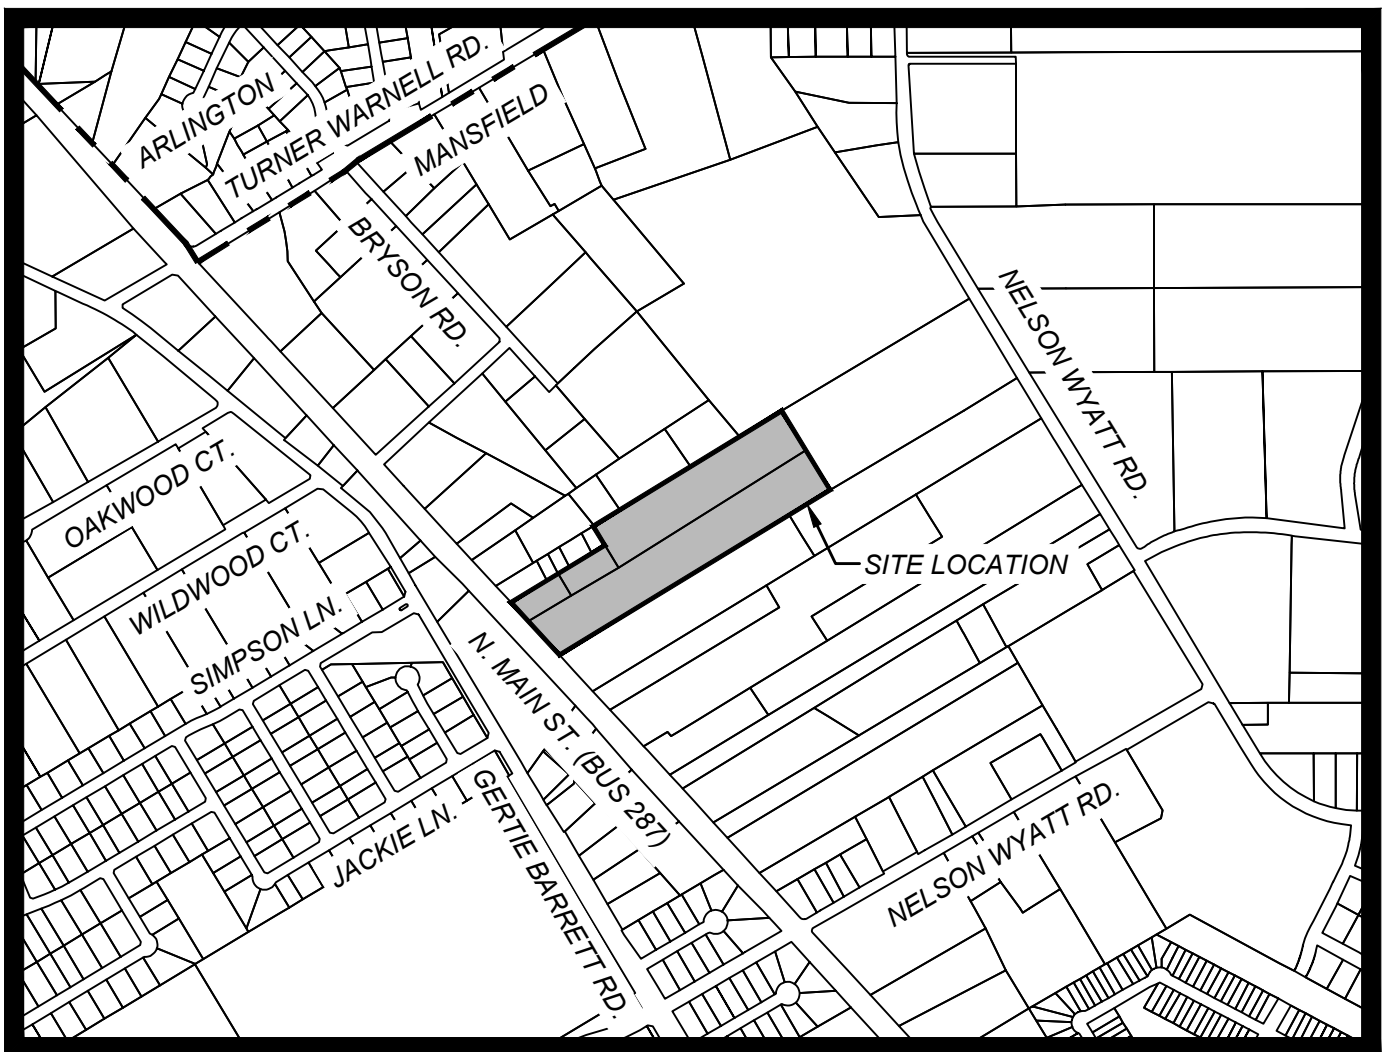 ARLINGTON
TURNER WARNELL RD.
MANSFIELD
BRYSON RD.
NELSON WYATT RD.
OAKWOOD CT.
WILDWOOD CT.
SITE LOCATION
SIMPSON LN.
N. MAIN ST. (BUS 287)
JACKIE LN.
GERTIE BARRETT RD.
NELSON WYATT RD.